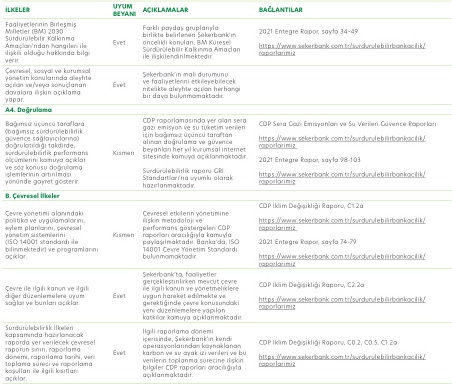 İLKELER
UYUM BEYANI
AÇIKLAMALAR
BAĞLANTILAR
Faaliyetlerinin Birleşmiş
Milletler (BM) 2030
Sürdürülebilir Kalkınma
Amaçları'ndan hangileri ile
ilişkili olduğu hakkında bilgi
verir.
Evet
Farklı paydaş gruplarıyla
birlikte belirlenen Şekerbank'ın
öncelikli konuları, BM Küresel
Sürdürülebilir Kalkınma Amaçları
ile ilişkilendirilmektedir.
2021 Entegre Rapor, sayfa 34-49
https://www.sekerbank.com.tr/surdurulebilirbankacilik/
raporlarimiz
Çevresel, sosyal ve kurumsal
yönetim konularında aleyhte
açılan ve/veya sonuçlanan
davalara ilişkin açıklama
yapar.
Evet
Şekerbank'ın mali durumunu
ve faaliyetlerini etkileyebilecek
nitelikte aleyhte açılan herhangi
bir dava bulunmamaktadır.
A4. Doğrulama
Bağımsız üçüncü taraflara
(bağımsız sürdürülebilirlik
güvence sağlayıcılarına)
doğrulatıldığı takdirde,
sürdürülebilirlik performans
ölçümlerini kamuya açıklar
ve söz konusu doğrulama
işlemlerinin artırılması
yönünde gayret gösterir.
Kısmen
CDP raporlamasında yer alan sera
gazı emisyon ve su tüketim verileri
için bağımsız üçüncü taraftan
alınan doğrulama ve güvence
beyanları her yıl kurumsal internet
sitesinde kamuya açıklanmaktadır.
Sürdürülebilirlik raporu GRI
Standartları'na uyumlu olarak
hazırlanmaktadır.
CDP Sera Gazı Emisyonları ve Su Verileri Güvence Raporları
https://www.sekerbank.com.tr/surdurulebilirbankacilik/
raporlarimiz
2021 Entegre Rapor, sayfa 98-103
https://www.sekerbank.com.tr/surdurulebilirbankacilik/
raporlarimiz
B. Çevresel İlkeler
Çevre yönetimi alanındaki
politika ve uygulamalarını,
eylem planlarını, çevresel
yönetim sistemlerini
(ISO 14001 standardı ile
bilinmektedir) ve programlarını
açıklar.
Kısmen
Çevresel etkilerin yönetimine
ilişkin metodoloji ve
performans göstergeleri CDP
raporları aracılığıyla kamuyla
paylaşılmaktadır. Banka'da, ISO
14001 Çevre Yönetim Standardı
bulunmamaktadır.
CDP İklim Değişikliği Raporu, C1.2a
https://www.sekerbank.com.tr/surdurulebilirbankacilik/
raporlarimiz
2021 Entegre Rapor, sayfa 74-79
https://www.sekerbank.com.tr/surdurulebilirbankacilik/
raporlarimiz
Çevre ile ilgili kanun ve ilgili
diğer düzenlemelere uyum
sağlar ve bunları açıklar.
Evet
Şekerbank'ta, faaliyetler
gerçekleştirilirken mevcut çevre
ile ilgili kanun ve yönetmeliklere
uygun hareket edilmekte ve
gerektiğinde çevre konusundaki
yeni düzenlemelere yapılan
katkılar kamuya açıklanmaktadır.
CDP İklim Değişikliği Raporu, C2.2a
https://www.sekerbank.com.tr/surdurulebilirbankacilik/
raporlarimiz
Sürdürülebilirlik İlkeleri
kapsamında hazırlanacak
raporda yer verilecek çevresel
raporun sınırı, raporlama
dönemi, raporlama tarihi, veri
toplama süreci ve raporlama
koşulları ile ilgili kısıtları
açıklar.
Evet
İlgili raporlama dönemi
içerisinde, Şekerbank'ın kendi
operasyonlarından kaynaklanan
karbon ve su ayak izi verileri ve bu
verilerin toplanma sürecine ilişkin
bilgiler CDP raporları aracılığıyla
açıklanmaktadır.
CDP İklim Değişikliği Raporu, C0.2, C0.5, C1.2a
https://www.sekerbank.com.tr/surdurulebilirbankacilik/
raporlarimiz